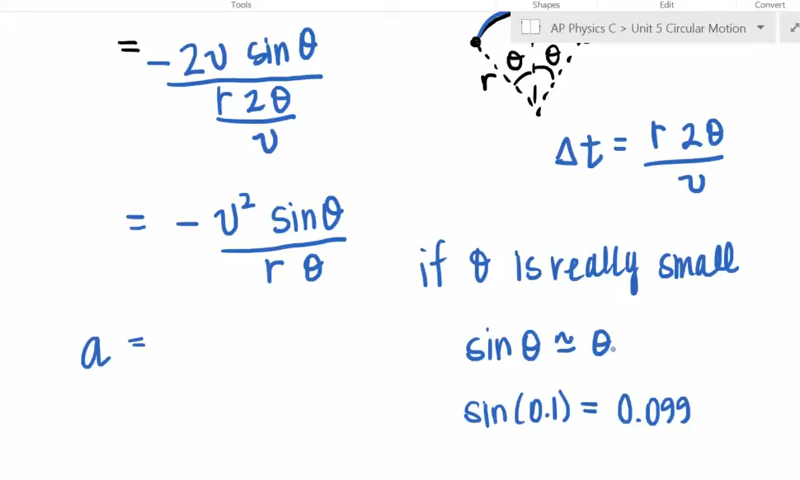 Tools Shapes Edit Convert
AP Physics C > Unit 5 Circular Motion
= -2v sinθ / (r 2θ / v)
θ θ
r
Δt = r 2θ / v
= - v² sinθ / r θ
if θ is really small
a =
sin θ ≃ θ
sin(0.1) = 0.099